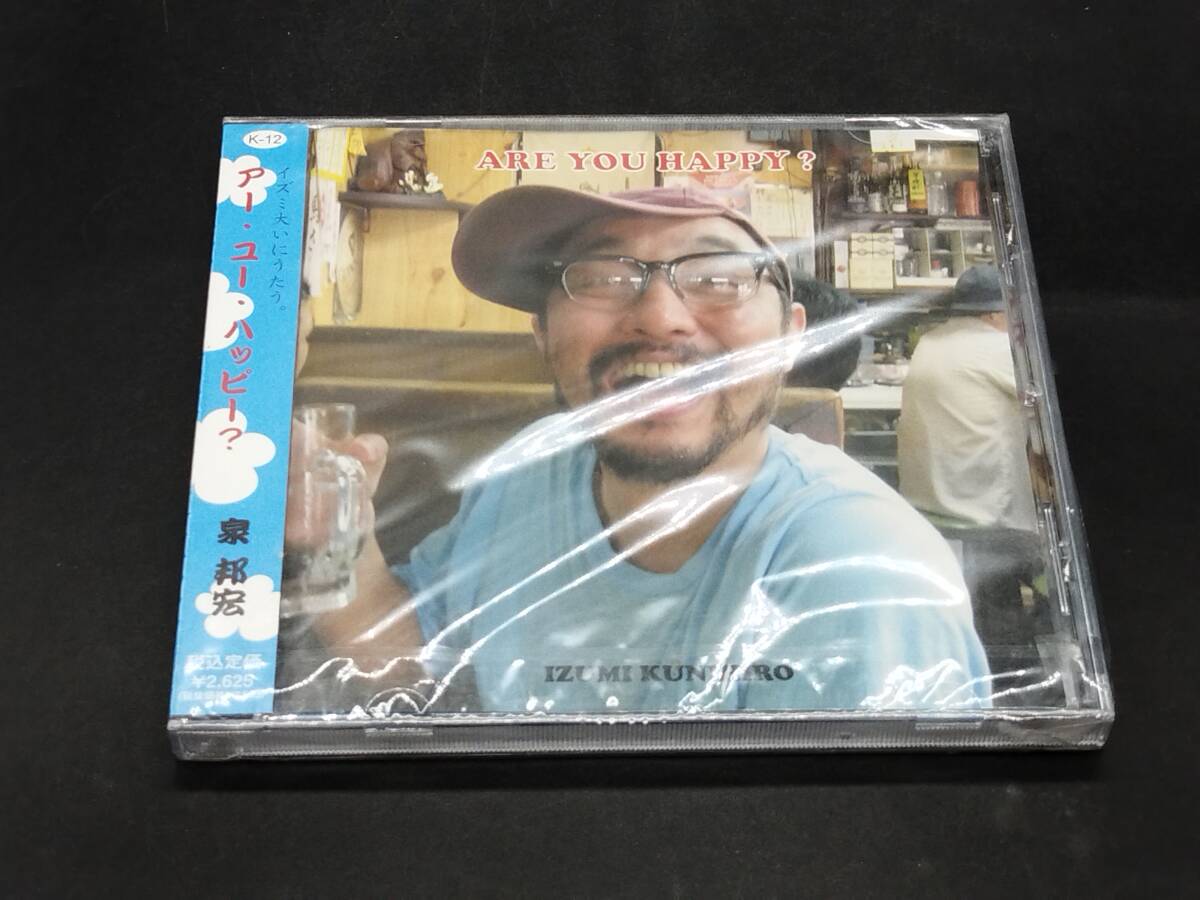 K-12
イズミ大いにうたう。
アー・ユー・ハッピー?
泉 邦宏
税込定価
¥2,625
ARE YOU HAPPY ?
IZUMI KUNIHIRO